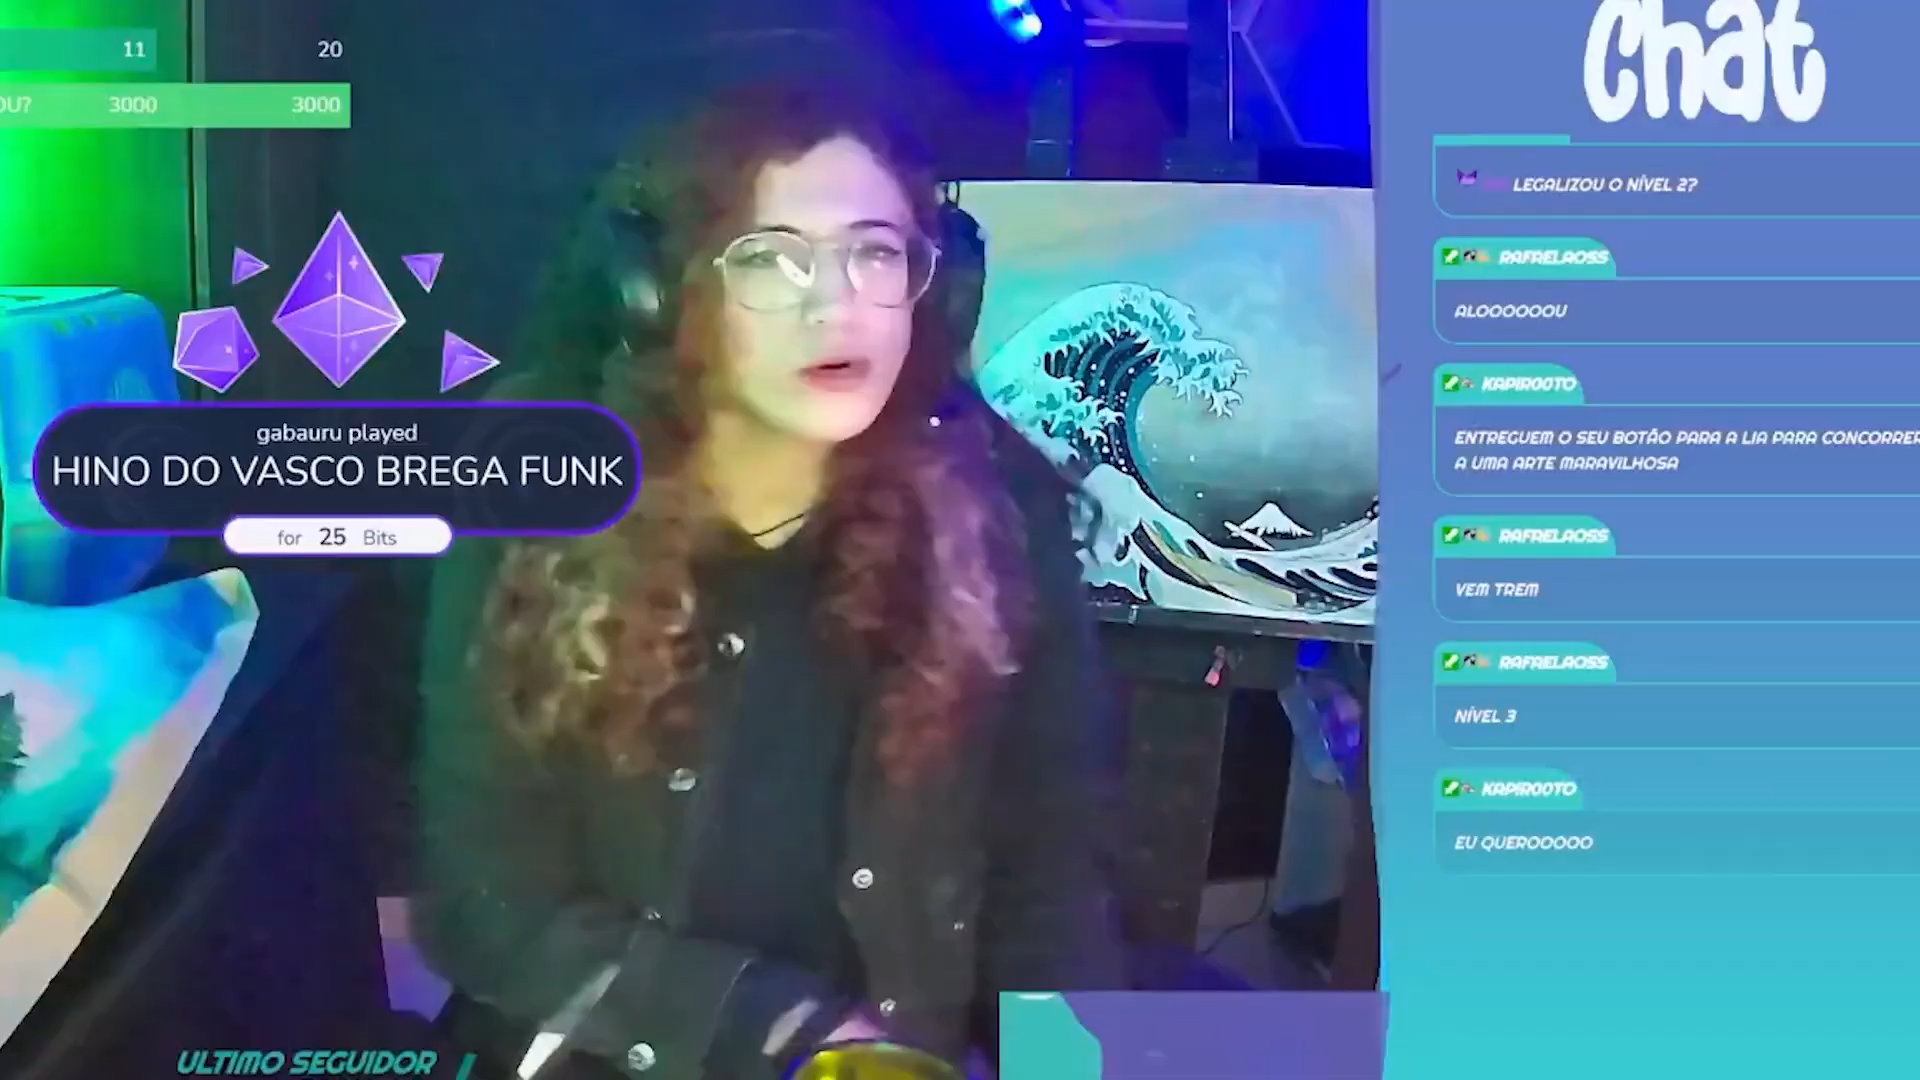 11 20
OU? 3000 3000
gabauru played
HINO DO VASCO BREGA FUNK
for 25 Bits
ULTIMO SEGUIDOR
Chat
LEGALIZOU O NÍVEL 2?
RAFAELAOSS
ALOOOOOOU
KAPIR00TO
ENTREGUEM O SEU BOTÃO PARA A LIA PARA CONCORRER
A UMA ARTE MARAVILHOSA
RAFAELAOSS
VEM TREM
RAFAELAOSS
NÍVEL 3
KAPIR00TO
EU QUEROOOOO